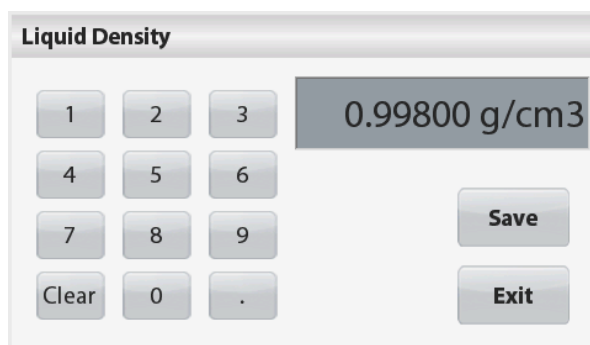 Liquid Density
0.99800 g/cm3
1 2 3
4 5 6
7 8 9
Clear 0 .
Save
Exit